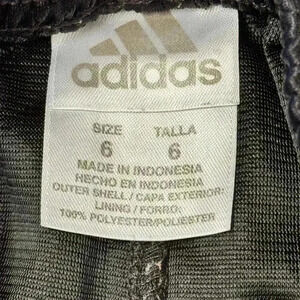 adidas
SIZE TALLA
6 6
MADE IN INDONESIA
HECHO EN INDONESIA
OUTER SHELL / CAPA EXTERIOR:
LINING / FORRO:
100% POLYESTER/POLIESTER